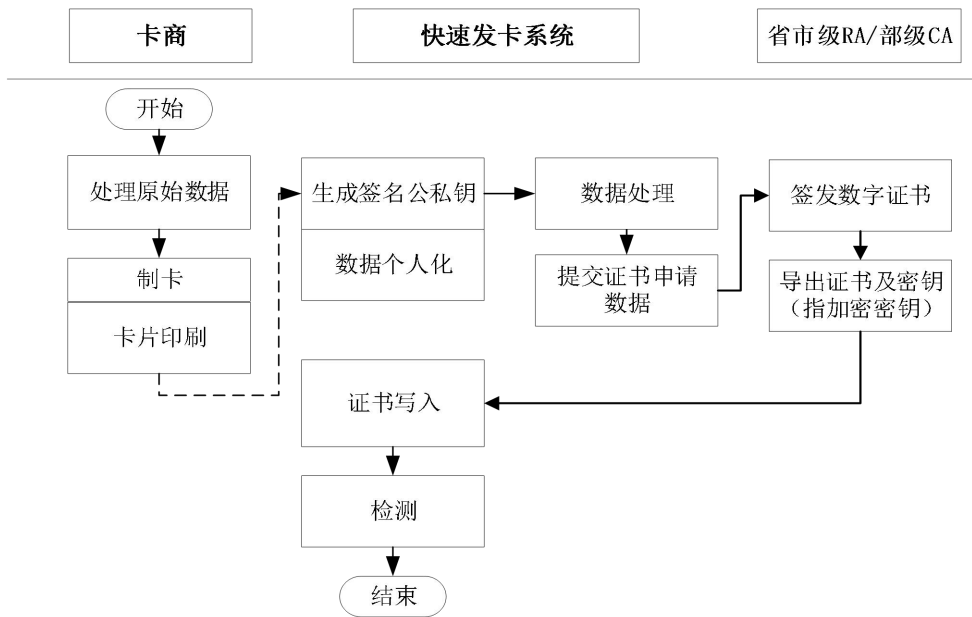 卡商
快速发卡系统
省市级RA/部级CA
开始
处理原始数据
制卡
卡片印刷
生成签名公私钥
数据个人化
数据处理
提交证书申请
数据
签发数字证书
导出证书及密钥
（指加密密钥）
证书写入
检测
结束